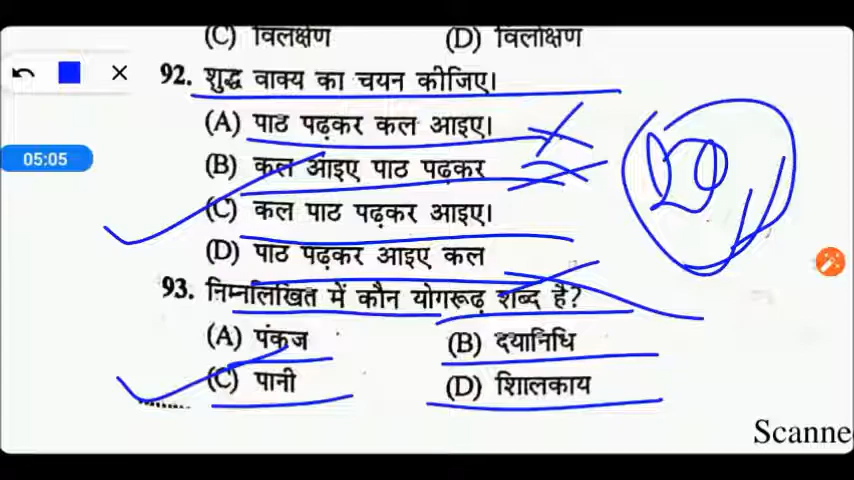 (C) विलक्षण (D) विलोक्षण
92. शुद्ध वाक्य का चयन कीजिए।
(A) पाठ पढ़कर कल आइए।
05:05
(B) कल आइए पाठ पढ़कर
(C) कल पाठ पढ़कर आइए।
(D) पाठ पढ़कर आइए कल
93. निम्नलिखित में कौन योगरूढ़ शब्द है?
(A) पंकज (B) दयानिधि
(C) पानी (D) शािलकाय
Scanne